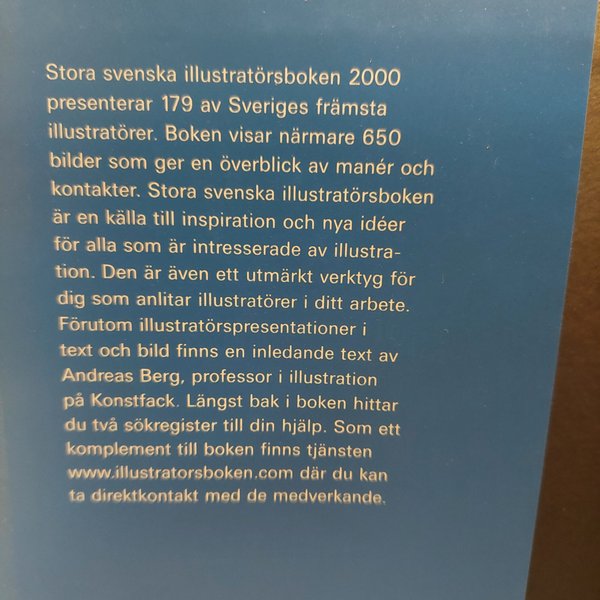 Stora svenska illustratörsboken 2000
presenterar 179 av Sveriges främsta
illustratörer. Boken visar närmare 650
bilder som ger en överblick av manér och
kontakter. Stora svenska illustratörsboken
är en källa till inspiration och nya idéer
för alla som är intresserade av illustra-
tion. Den är även ett utmärkt verktyg för
dig som anlitar illustratörer i ditt arbete.
Förutom illustratörspresentationer i
text och bild finns en inledande text av
Andreas Berg, professor i illustration
på Konstfack. Längst bak i boken hittar
du två sökregister till din hjälp. Som ett
komplement till boken finns tjänsten
www.illustratorsboken.com där du kan
ta direktkontakt med de medverkande.